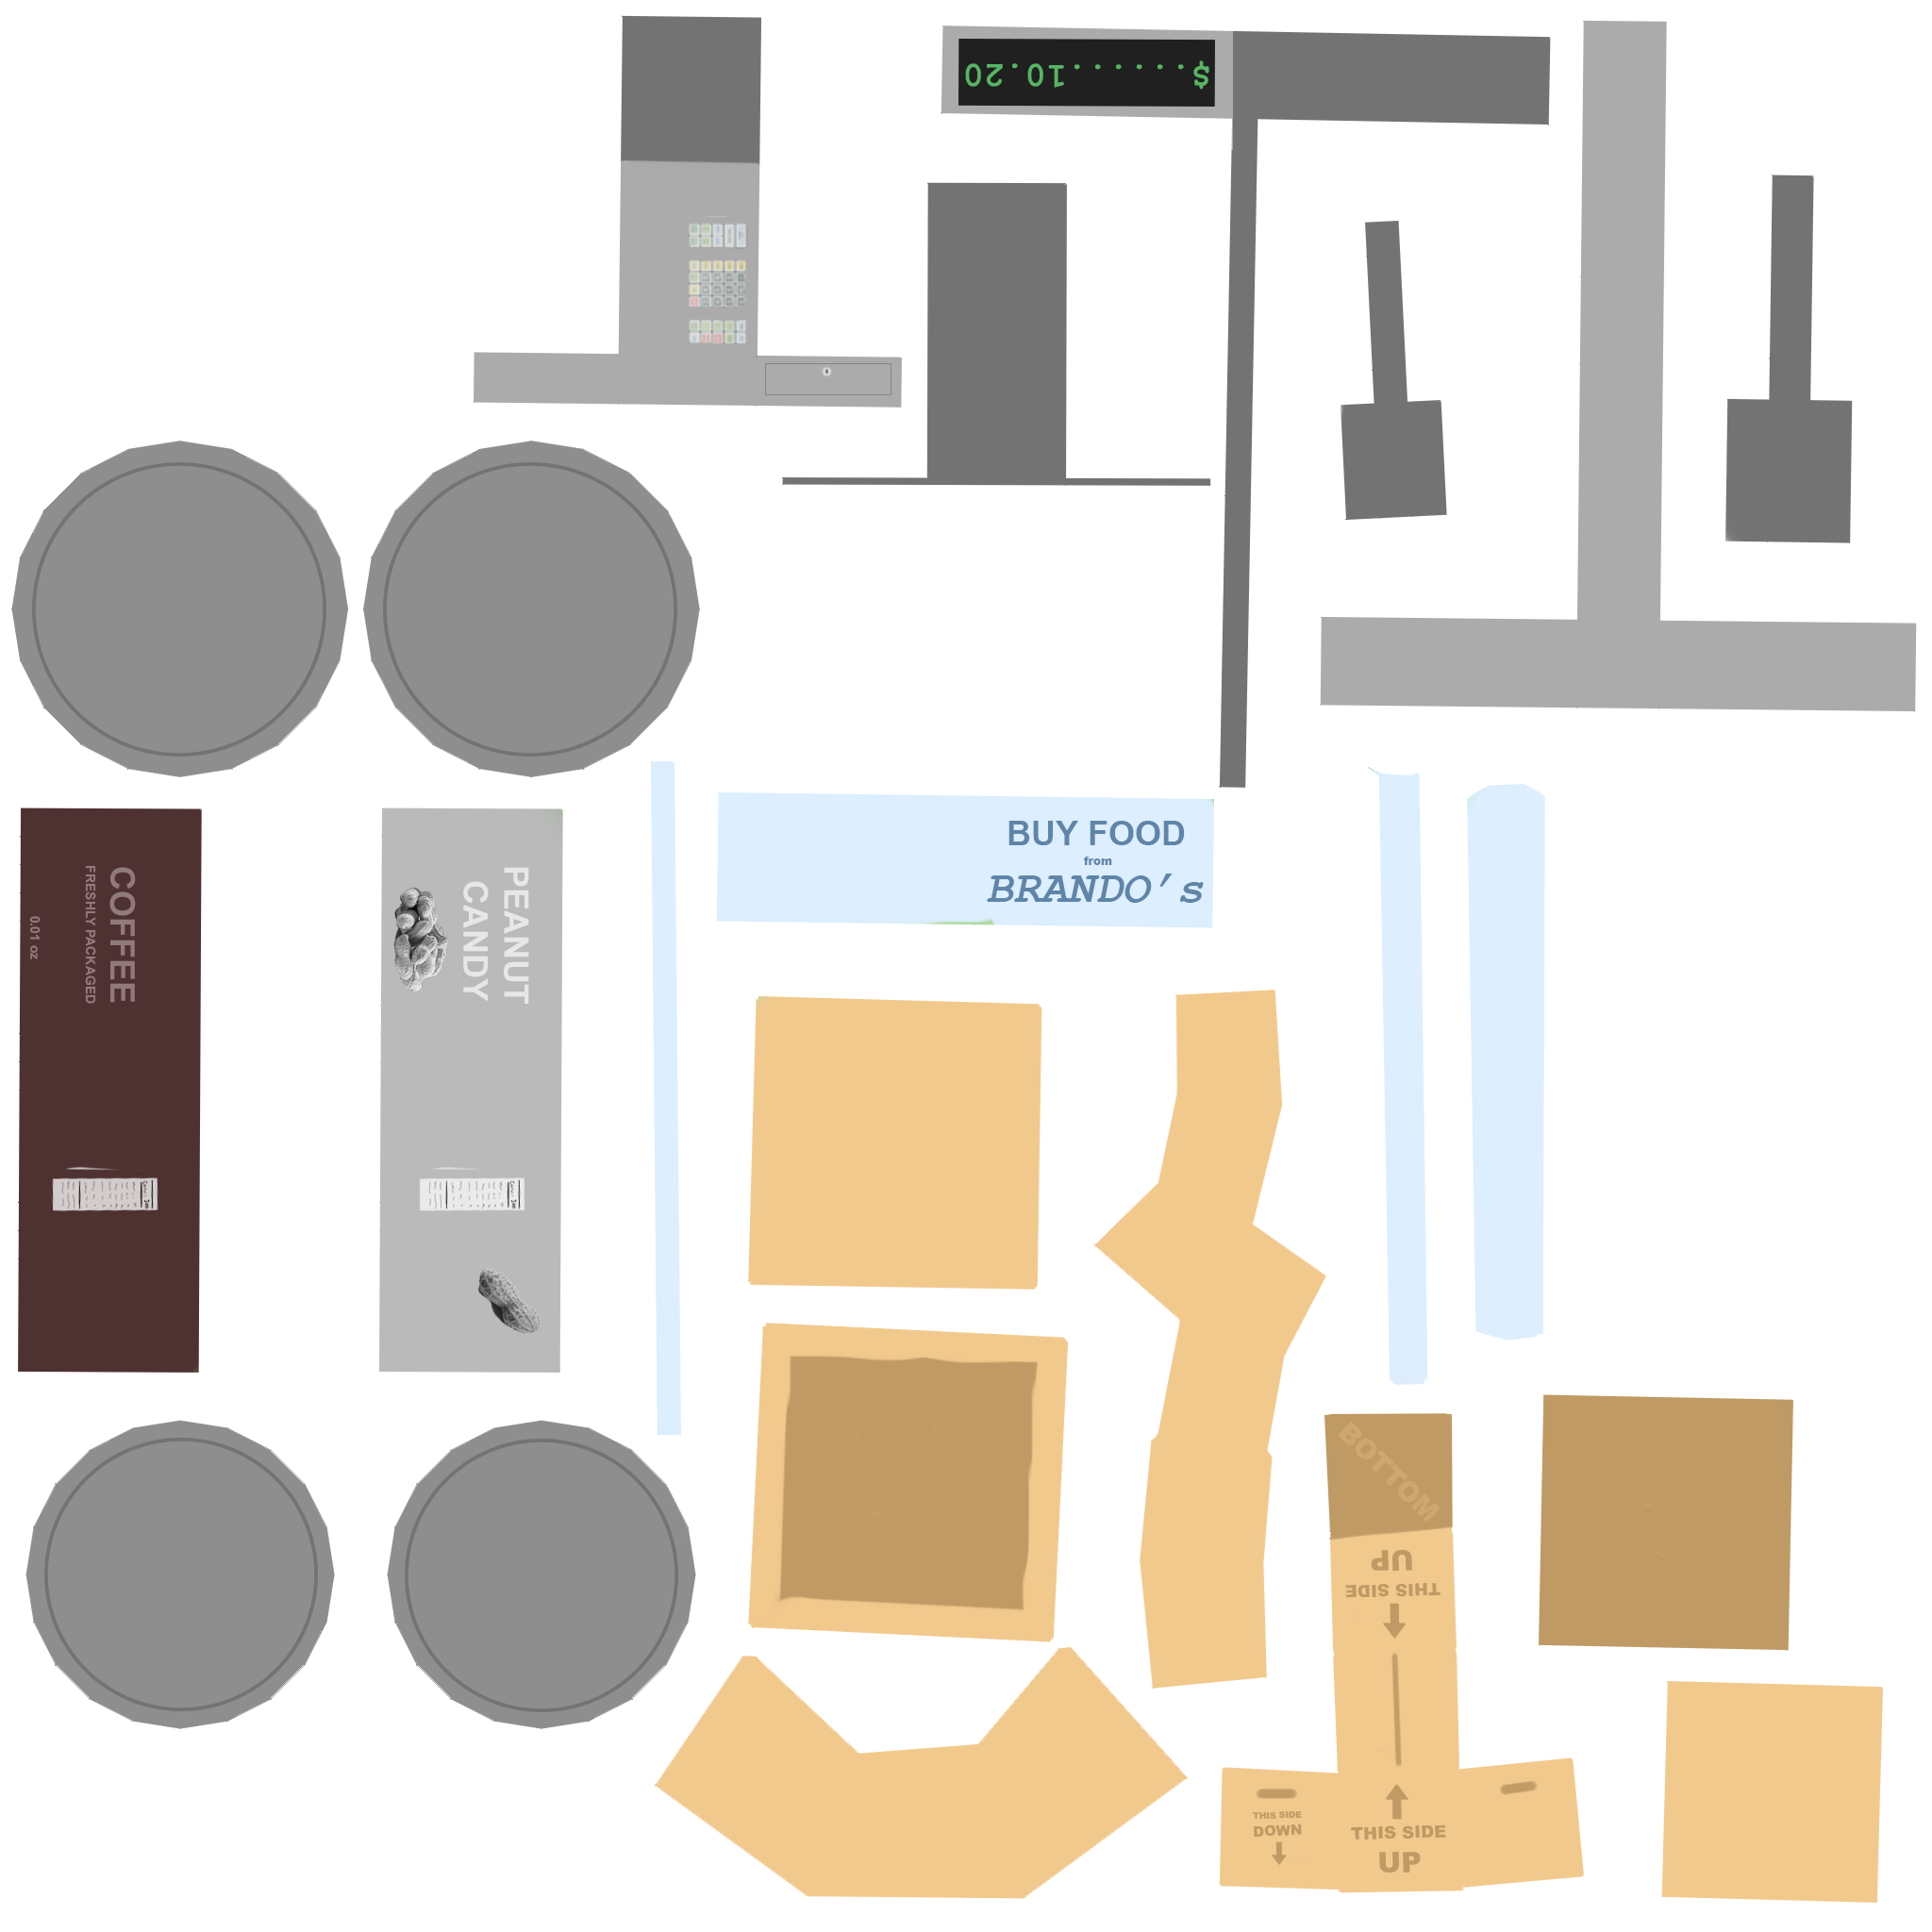 $.......10.20
BUY FOOD
from
BRANDO's
COFFEE
FRESHLY PACKAGED
0.01 oz
PEANUT
CANDY
BOTTOM
THIS SIDE
UP
THIS SIDE
DOWN
THIS SIDE
UP